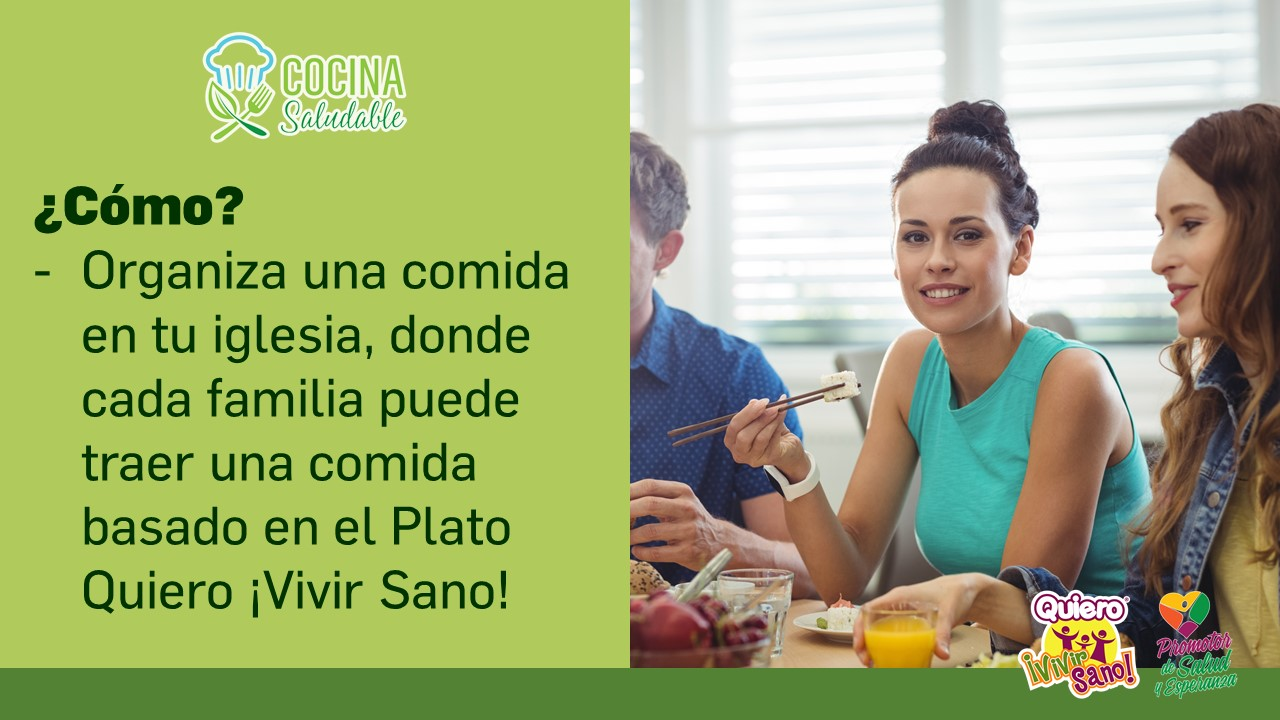 COCINA
Saludable
¿Cómo?
- Organiza una comida
en tu iglesia, donde
cada familia puede
traer una comida
basado en el Plato
Quiero ¡Vivir Sano!
Quiero®
¡Vivir
Sano!
Promotor
de Salud
y Esperanza